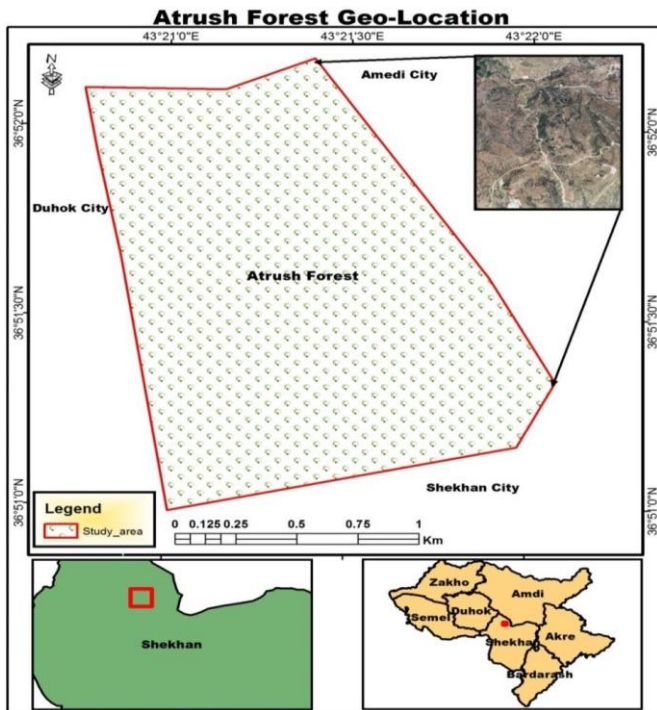 Atrush Forest Geo-Location
43°21'0"E 43°21'30"E 43°22'0"E
Amedi City
36°52'0"N 36°52'0"N
Duhok City
Atrush Forest
36°51'30"N 36°51'30"N
Shekhan City
36°51'0"N 36°51'0"N
Legend
Study_area
0 0.125 0.25 0.5 0.75 1
Km
Shekhan
Zakho
Amdi
Semel
Duhok
Akre
Shekhan
Bardarash